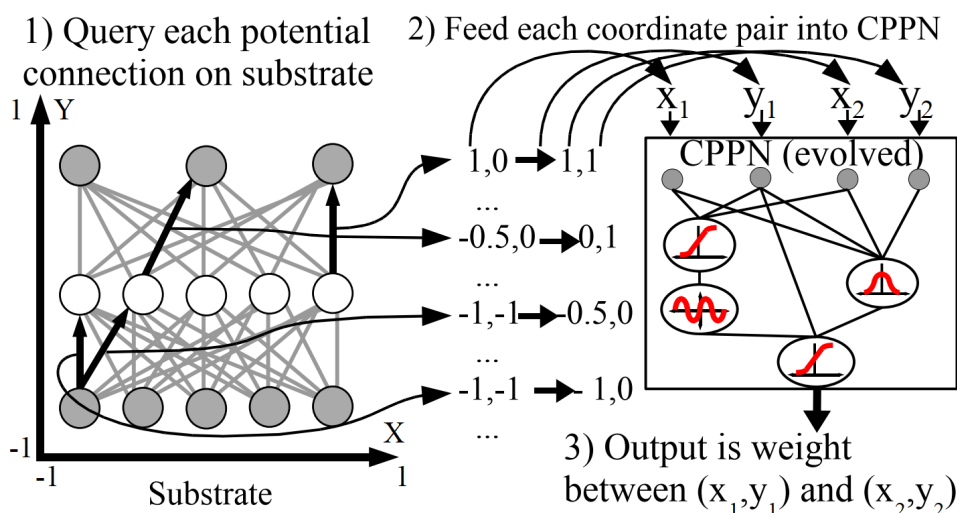 1) Query each potential
connection on substrate
2) Feed each coordinate pair into CPPN
1 Y
x₁ y₁ x₂ y₂
CPPN (evolved)
1,0 1,1
...
-0.5,0 0,1
...
-1,-1 -0.5,0
...
-1,-1 - 1,0
...
-1
X
-1
1
Substrate
3) Output is weight
between (x₁,y₁) and (x₂,y₂)